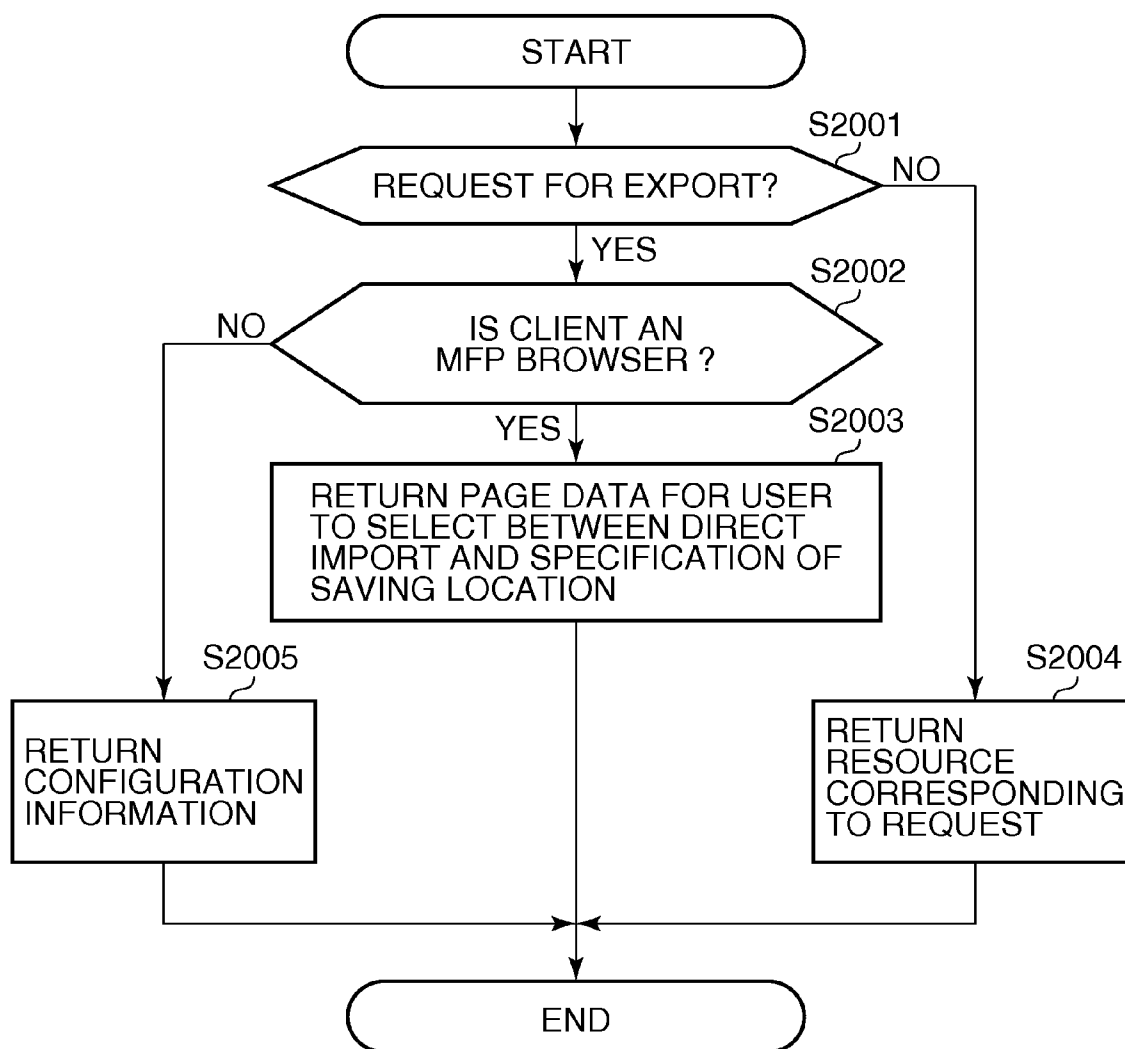 START
S2001
REQUEST FOR EXPORT?
NO
YES
S2002
NO
IS CLIENT AN
MFP BROWSER ?
YES
S2003
RETURN PAGE DATA FOR USER
TO SELECT BETWEEN DIRECT
IMPORT AND SPECIFICATION OF
SAVING LOCATION
S2005
RETURN
CONFIGURATION
INFORMATION
S2004
RETURN
RESOURCE
CORRESPONDING
TO REQUEST
END